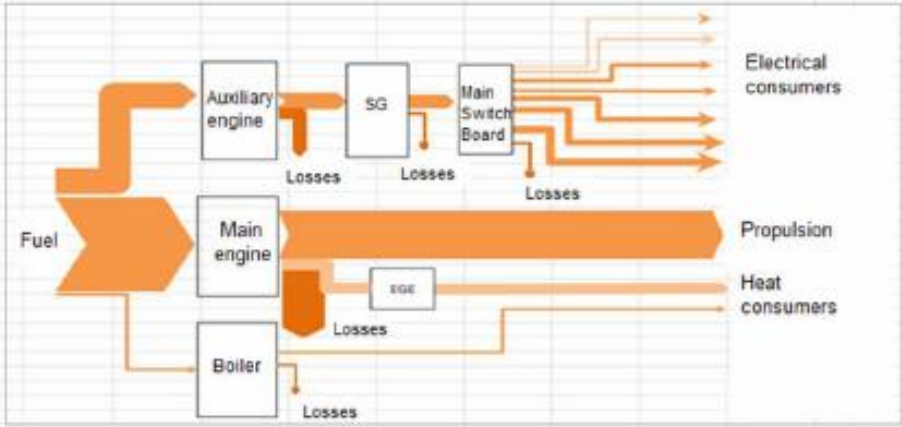 Electrical
consumers
Auxiliary
engine
SG
Main
Switch
Board
Losses
Losses
Losses
Fuel
Main
engine
Propulsion
EGE
Heat
consumers
Losses
Boiler
Losses